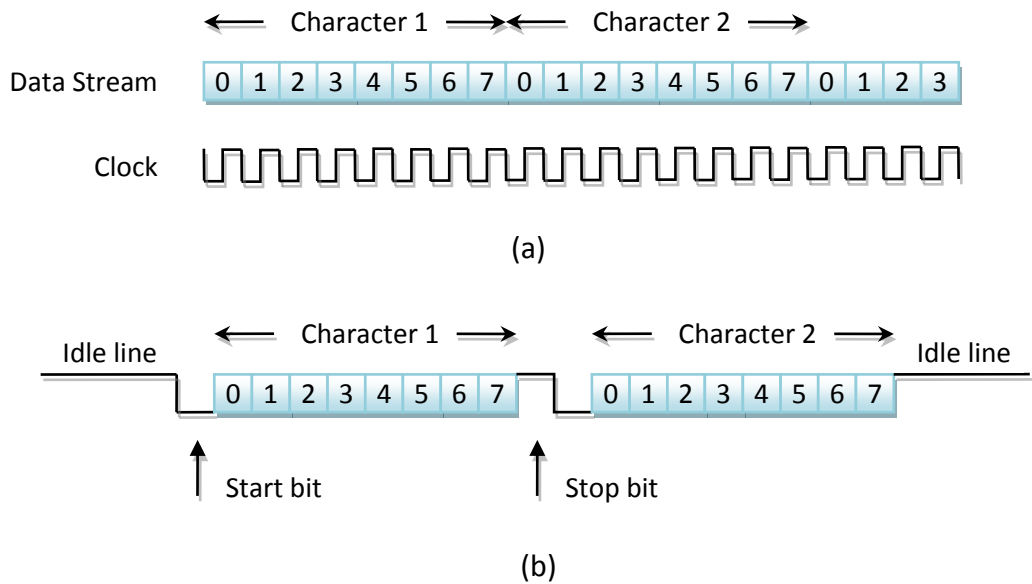 Character 1 Character 2
Data Stream 0 1 2 3 4 5 6 7 0 1 2 3 4 5 6 7 0 1 2 3
Clock
(a)
Character 1 Character 2
Idle line Idle line
0 1 2 3 4 5 6 7 0 1 2 3 4 5 6 7
Start bit Stop bit
(b)